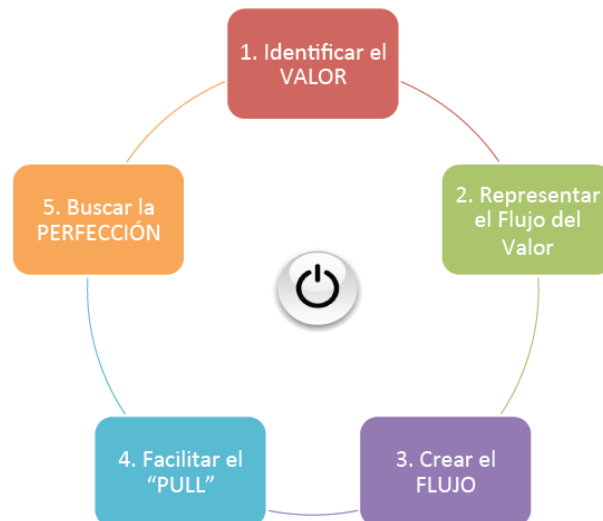 1. Identificar el
VALOR
2. Representar
el Flujo del
Valor
3. Crear el
FLUJO
4. Facilitar el
“PULL”
5. Buscar la
PERFECCIÓN